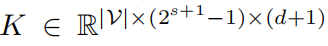 K ∈ ℝ^{|𝒱|×(2^{s+1}−1)×(d+1)}